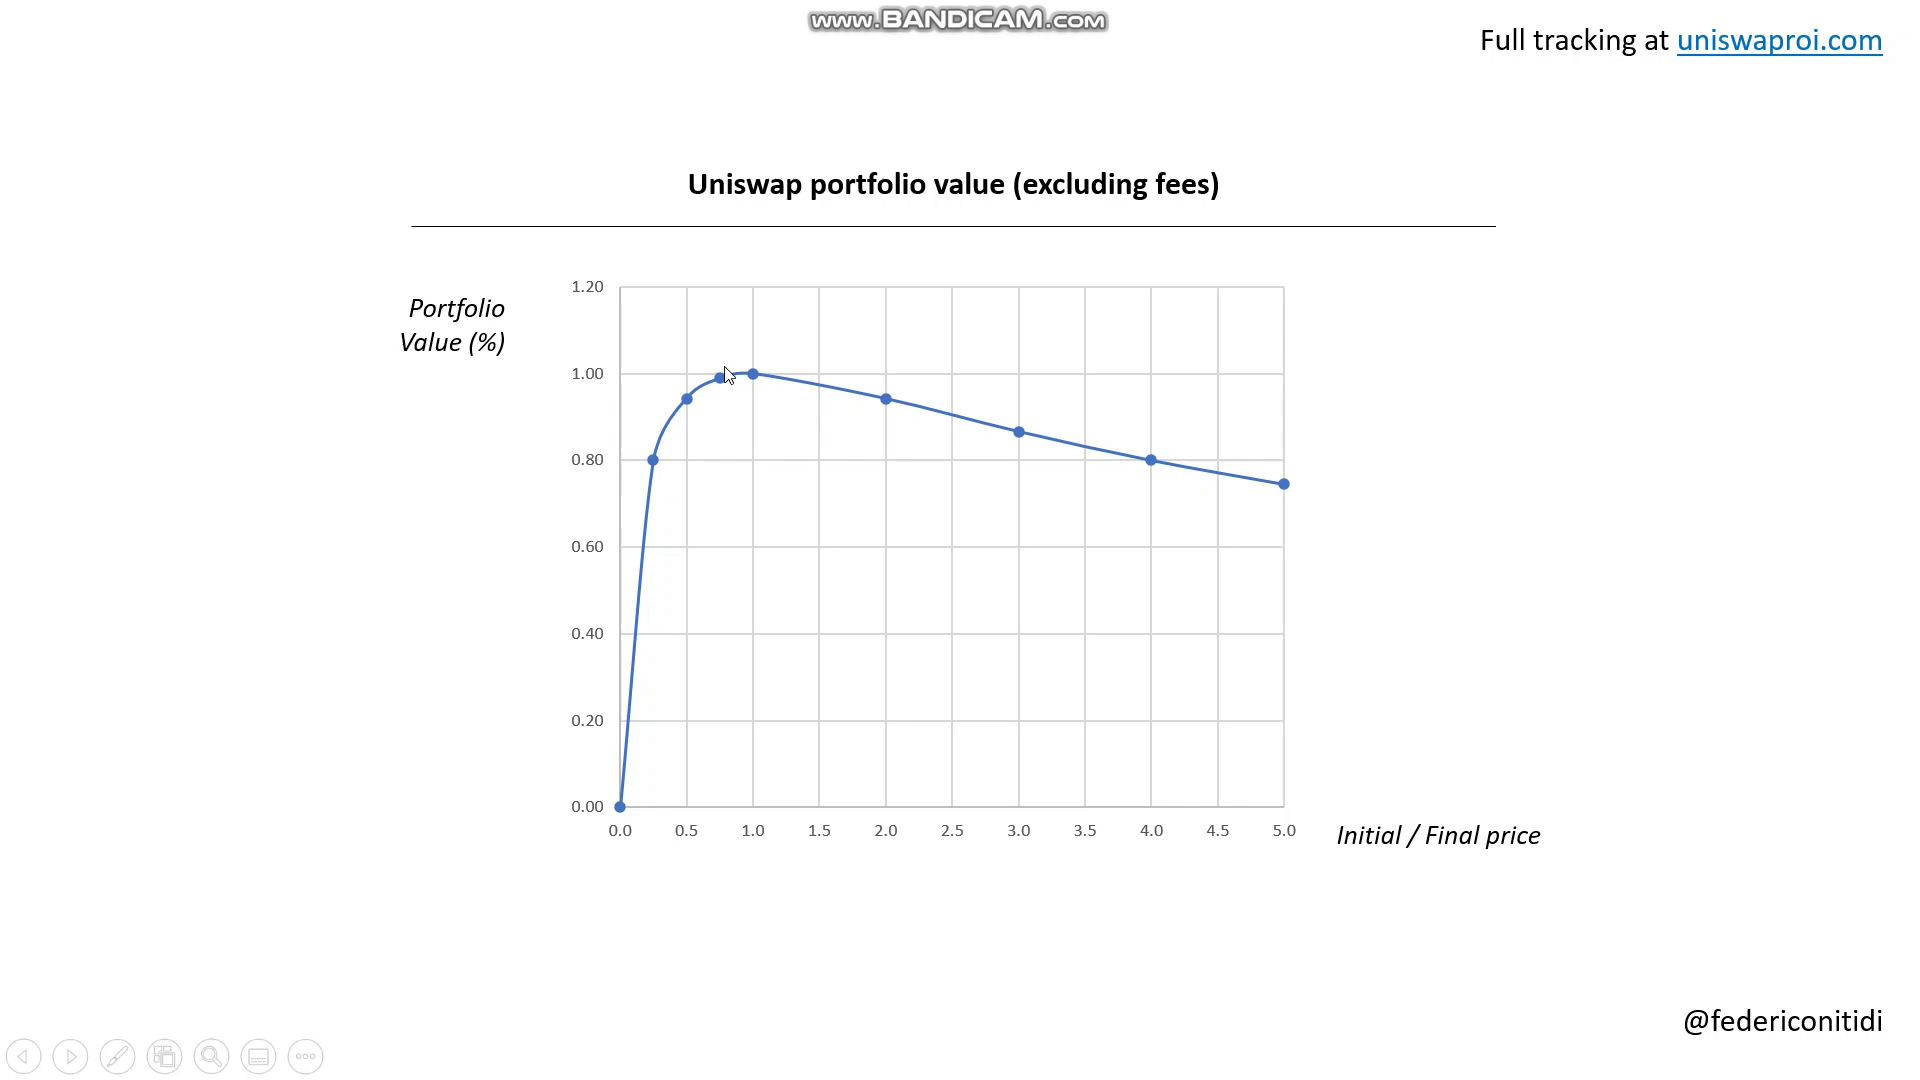 www.BANDICAM.com
Full tracking at uniswaproi.com
Uniswap portfolio value (excluding fees)
Portfolio
Value (%)
1.20
1.00
0.80
0.60
0.40
0.20
0.00
0.0 0.5 1.0 1.5 2.0 2.5 3.0 3.5 4.0 4.5 5.0
Initial / Final price
@federiconitidi